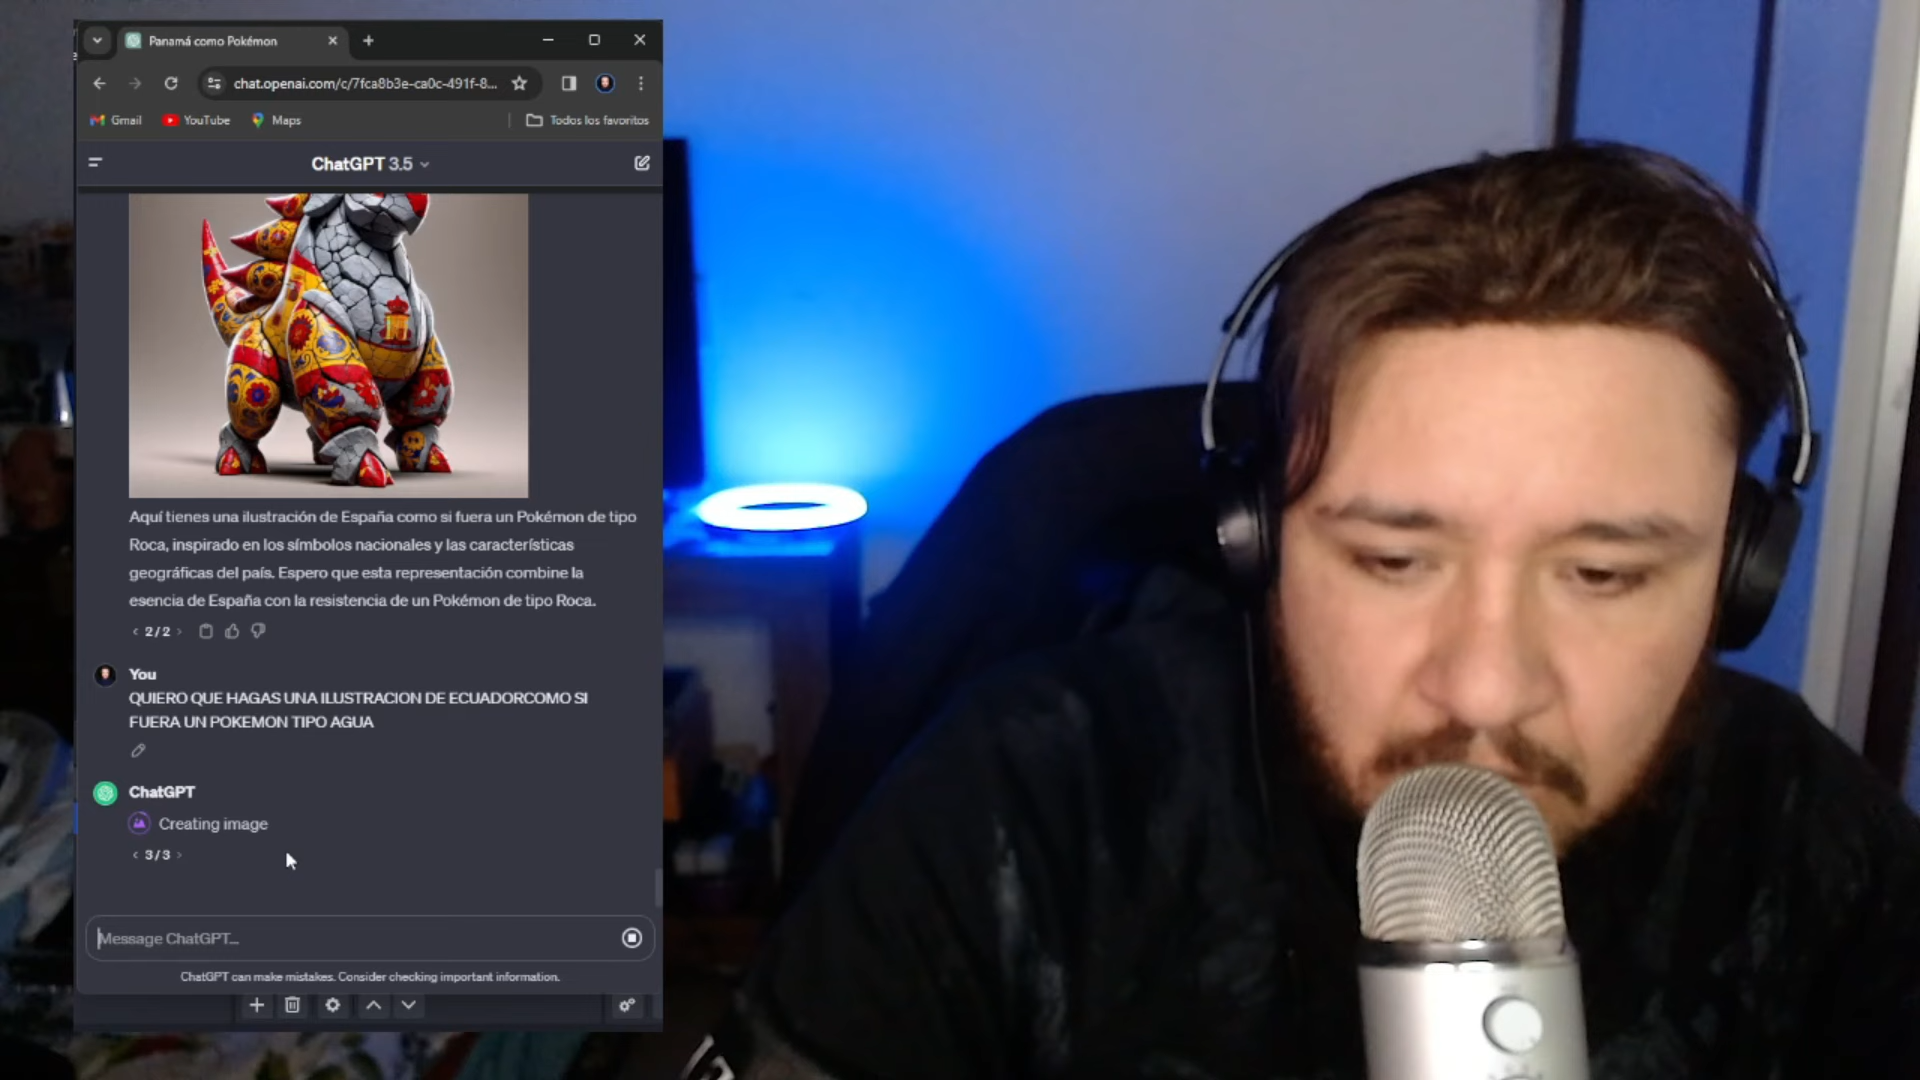 Panamá como Pokémon
chat.openai.com/c/7fca8b3e-ca0c-491f-8...
Gmail
YouTube
Maps
Todos los favoritos
ChatGPT 3.5
Aquí tienes una ilustración de España como si fuera un Pokémon de tipo
Roca, inspirado en los símbolos nacionales y las características
geográficas del país. Espero que esta representación combine la
esencia de España con la resistencia de un Pokémon de tipo Roca.
2/2
You
QUIERO QUE HAGAS UNA ILUSTRACION DE ECUADORCOMO SI
FUERA UN POKEMON TIPO AGUA
ChatGPT
Creating image
3/3
Message ChatGPT...
ChatGPT can make mistakes. Consider checking important information.